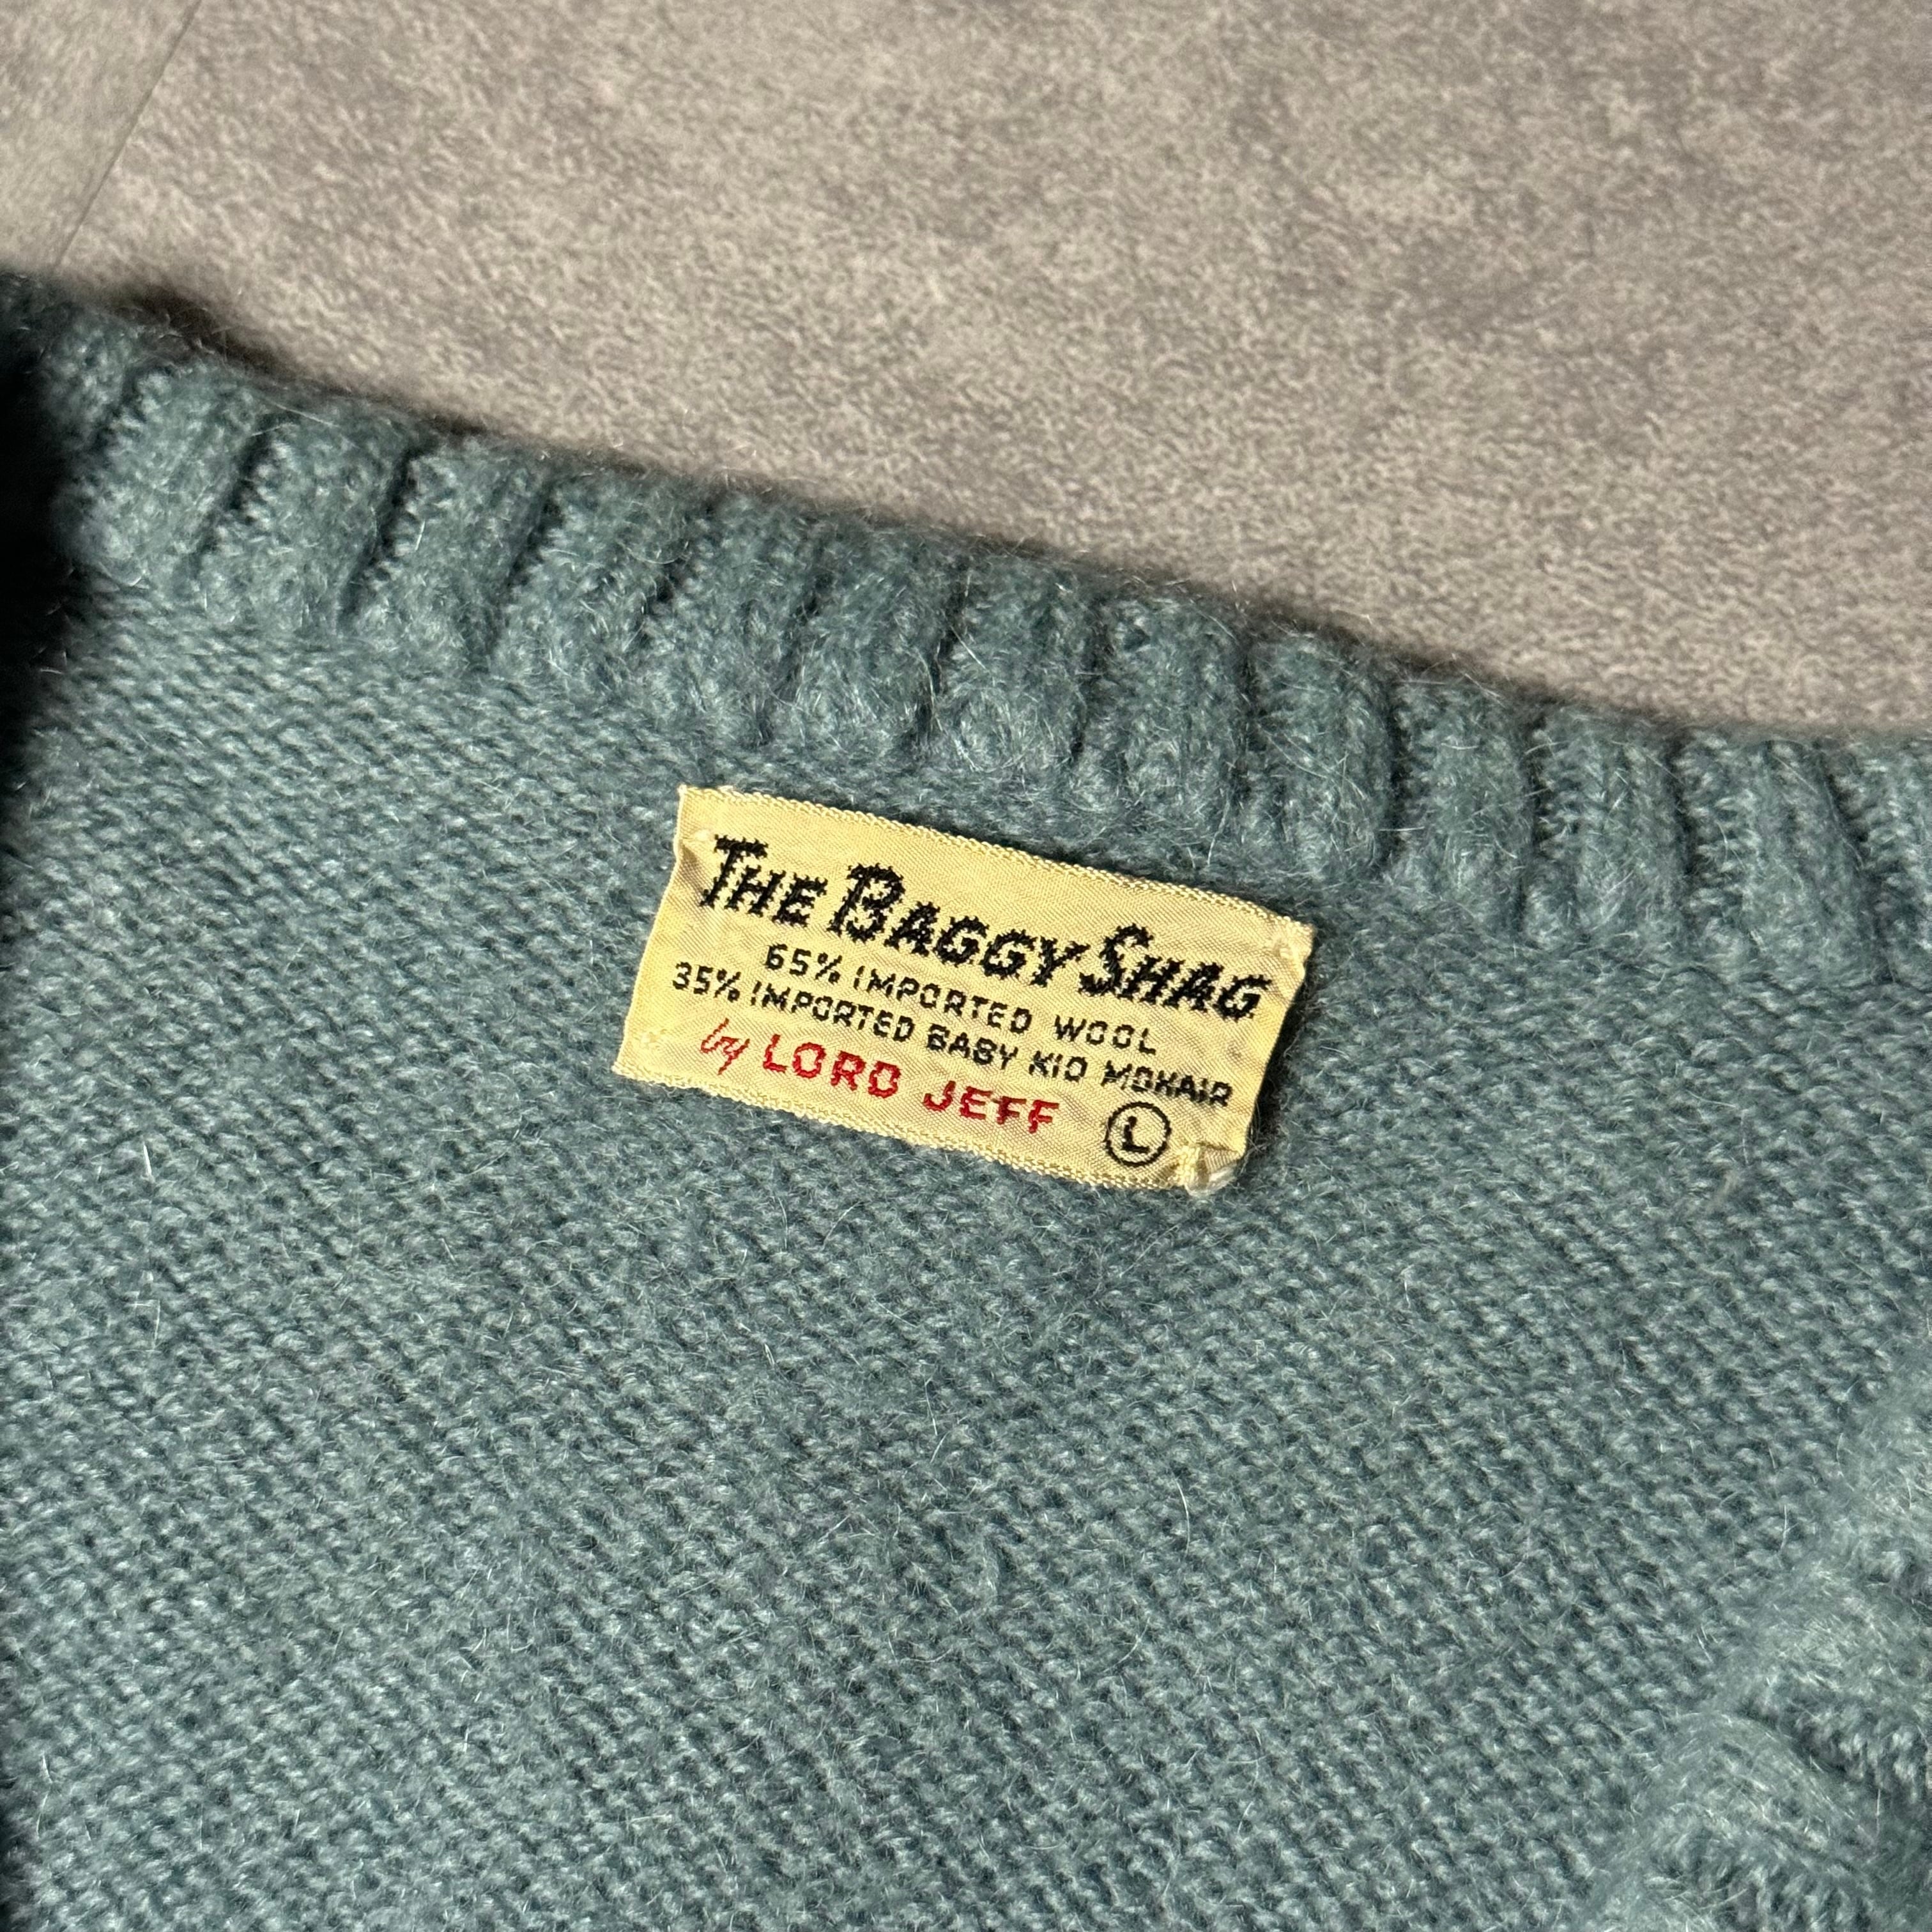 THE BAGGY SHAG
65% IMPORTED WOOL
35% IMPORTED BABY KID MOHAIR
by LORD JEFF
L